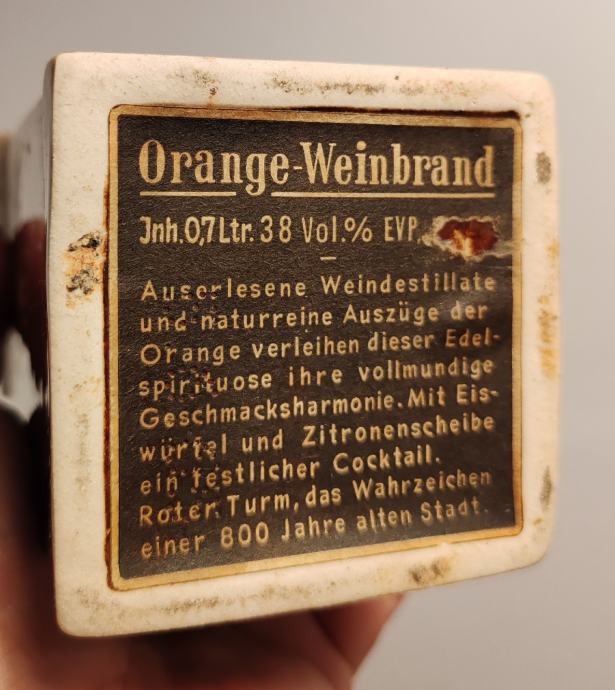 Orange-Weinbrand
Jnh. 0,7 Ltr. 38 Vol.% EVP.
Auserlesene Weindestillate
und naturreine Auszüge der
Orange verleihen dieser Edel-
spirituose ihre vollmundige
Geschmacksharmonie. Mit Eis-
würfel und Zitronenscheibe
ein festlicher Cocktail.
Roter Turm, das Wahrzeichen
einer 800 Jahre alten Stadt.